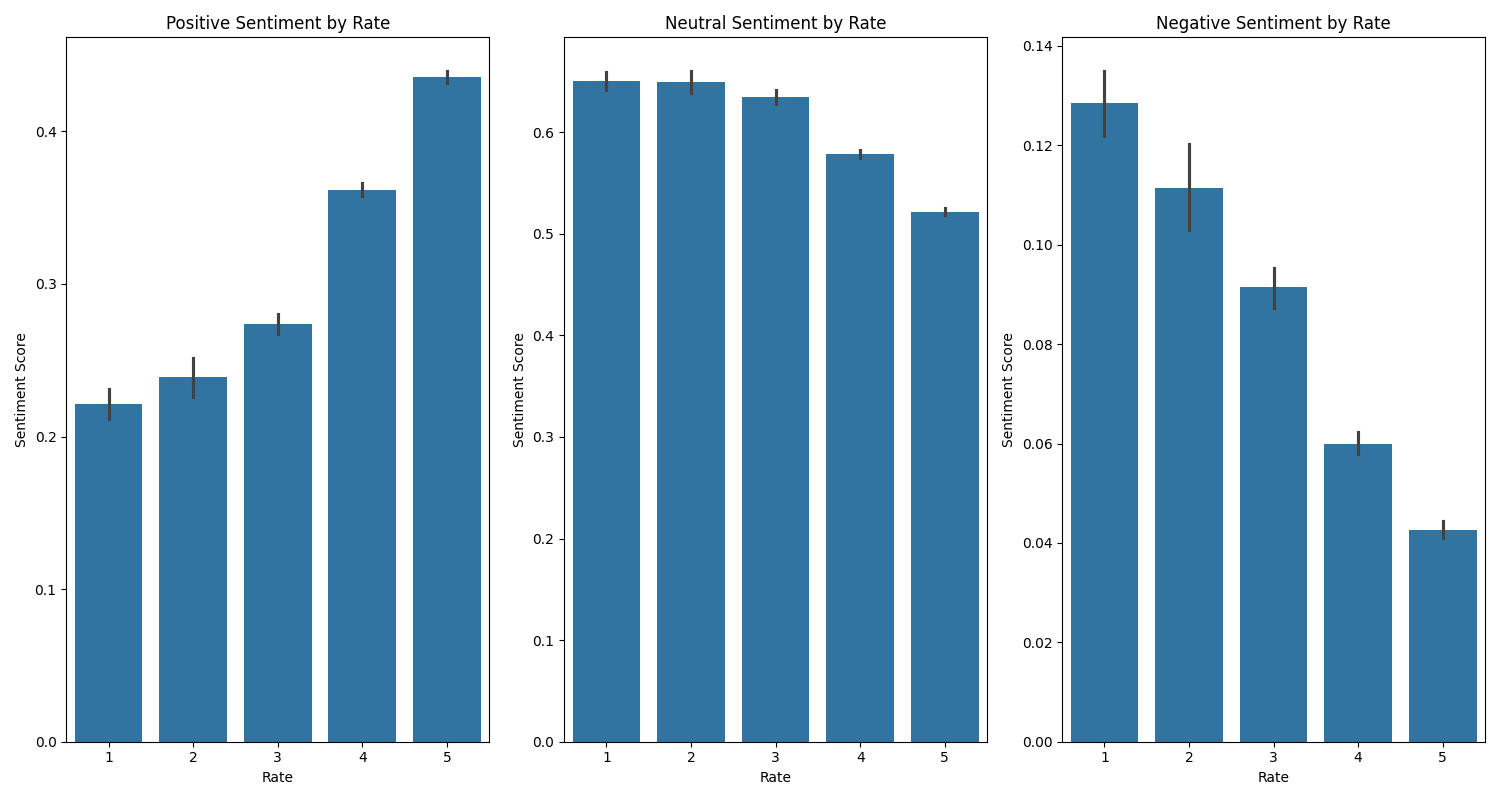 Positive Sentiment by Rate
Sentiment Score
0.4
0.3
0.2
0.1
0.0
1 2 3 4 5
Rate
Neutral Sentiment by Rate
Sentiment Score
0.6
0.5
0.4
0.3
0.2
0.1
0.0
1 2 3 4 5
Rate
Negative Sentiment by Rate
Sentiment Score
0.14
0.12
0.10
0.08
0.06
0.04
0.02
0.00
1 2 3 4 5
Rate